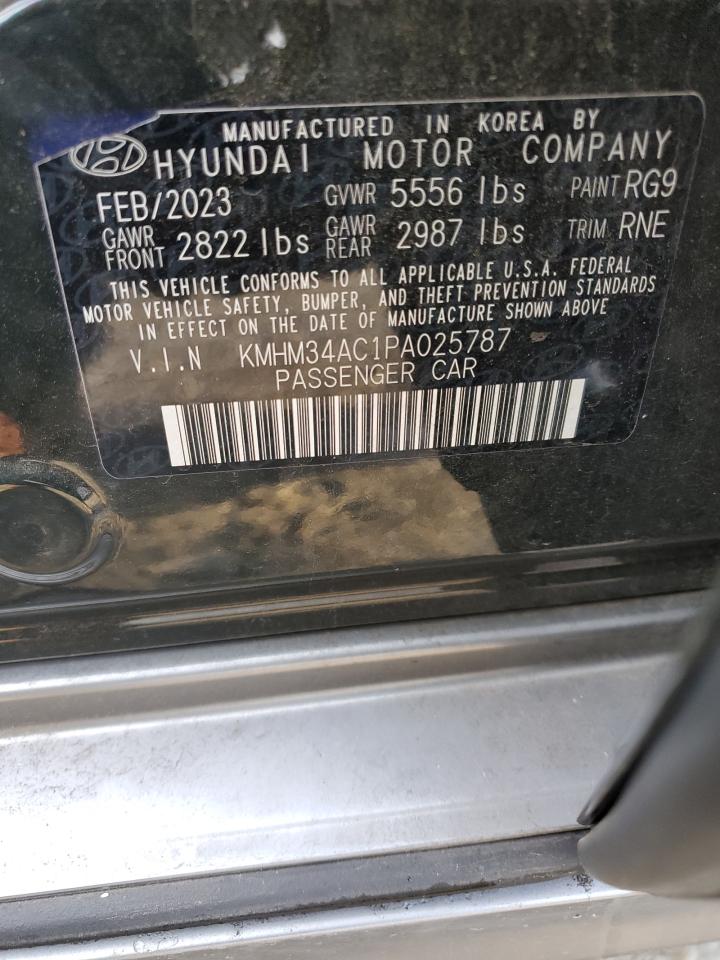 MANUFACTURED IN KOREA BY
HYUNDAI MOTOR COMPANY
FEB/2023 GVWR 5556 lbs PAINT RG9
GAWR FRONT 2822 lbs GAWR REAR 2987 lbs TRIM RNE
THIS VEHICLE CONFORMS TO ALL APPLICABLE U.S.A. FEDERAL
MOTOR VEHICLE SAFETY, BUMPER, AND THEFT PREVENTION STANDARDS
IN EFFECT ON THE DATE OF MANUFACTURE SHOWN ABOVE
V.I.N KMHM34AC1PA025787
PASSENGER CAR